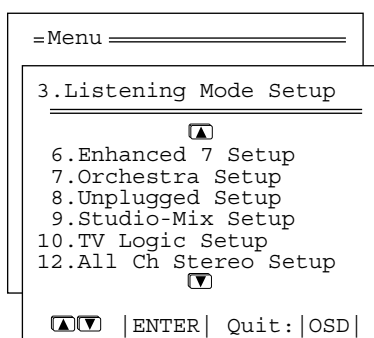 Menu
3.Listening Mode Setup
6.Enhanced 7 Setup
7.Orchestra Setup
8.Unplugged Setup
9.Studio-Mix Setup
10.TV Logic Setup
12.All Ch Stereo Setup
|ENTER| Quit:|OSD|